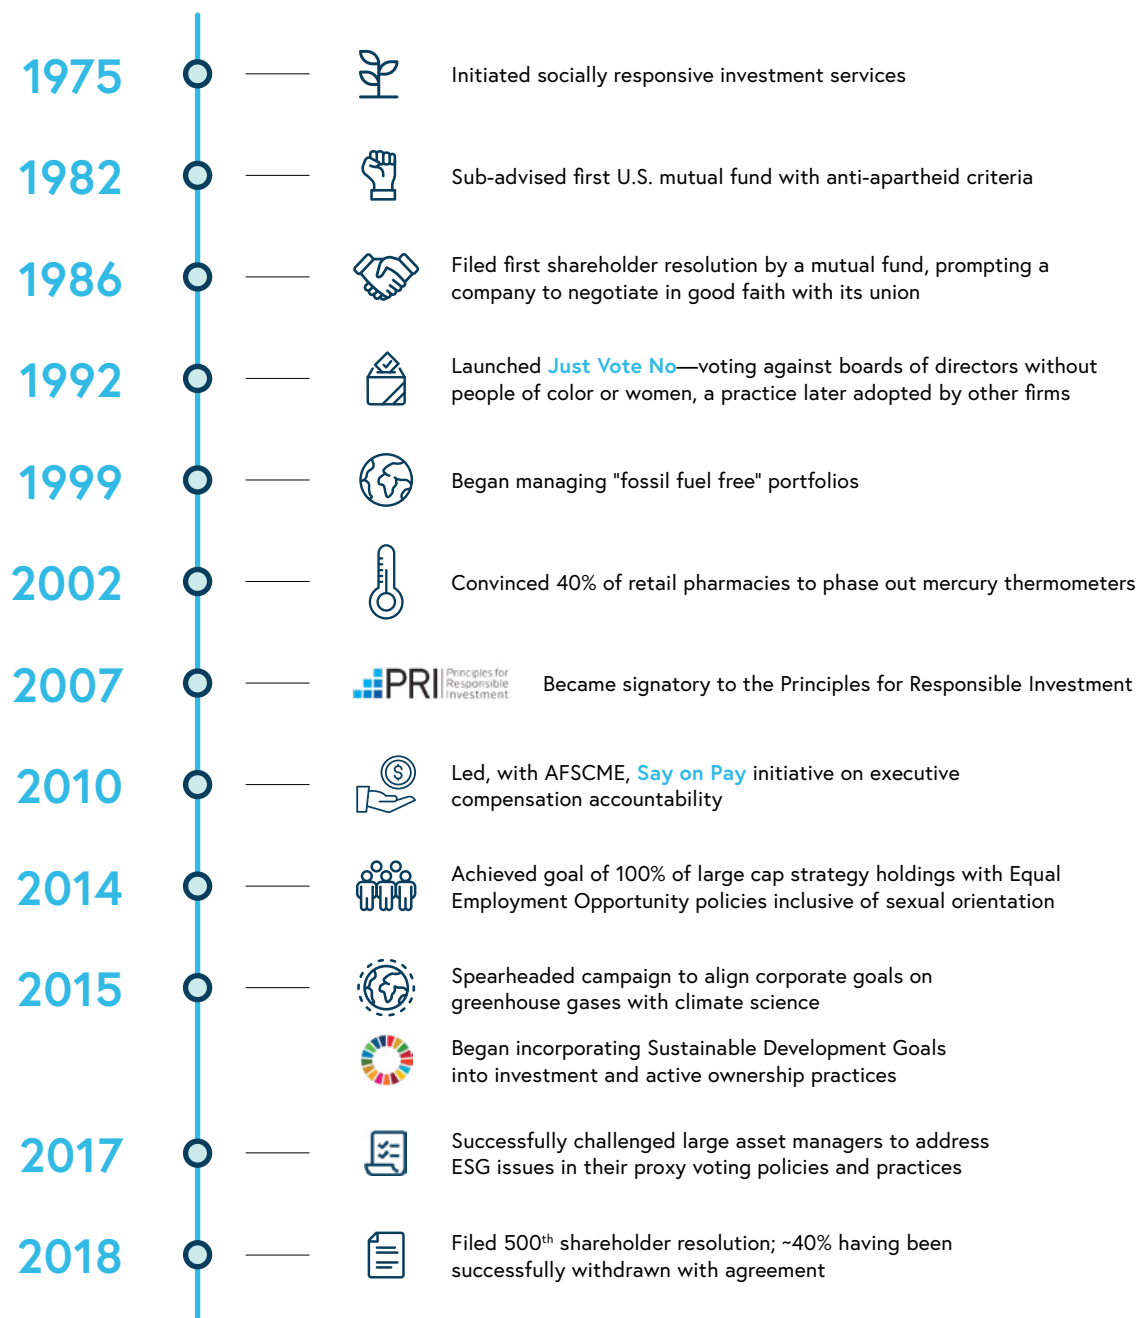 1975
Initiated socially responsive investment services
1982
Sub-advised first U.S. mutual fund with anti-apartheid criteria
1986
Filed first shareholder resolution by a mutual fund, prompting a
company to negotiate in good faith with its union
1992
Launched Just Vote No—voting against boards of directors without
people of color or women, a practice later adopted by other firms
1999
Began managing "fossil fuel free" portfolios
2002
Convinced 40% of retail pharmacies to phase out mercury thermometers
2007
PRI
Principles for
Responsible
Investment
Became signatory to the Principles for Responsible Investment
2010
$
Led, with AFSCME, Say on Pay initiative on executive
compensation accountability
2014
Achieved goal of 100% of large cap strategy holdings with Equal
Employment Opportunity policies inclusive of sexual orientation
2015
Spearheaded campaign to align corporate goals on
greenhouse gases with climate science
Began incorporating Sustainable Development Goals
into investment and active ownership practices
2017
Successfully challenged large asset managers to address
ESG issues in their proxy voting policies and practices
2018
Filed 500th shareholder resolution; ~40% having been
successfully withdrawn with agreement